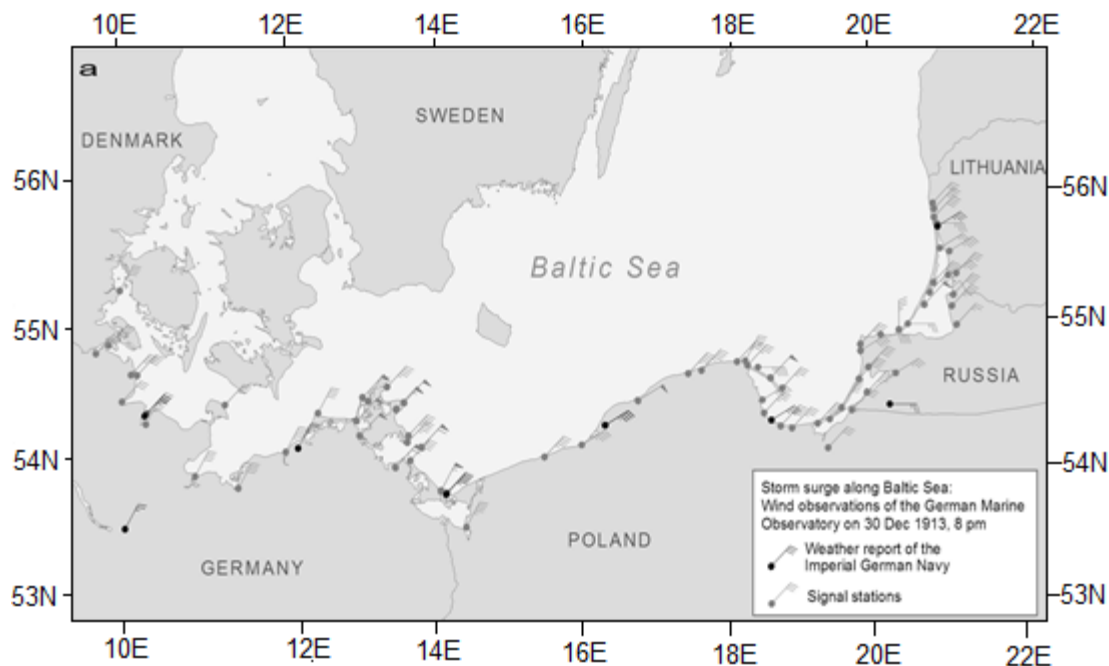 10E 12E 14E 16E 18E 20E 22E
a
SWEDEN
DENMARK
LITHUANIA
56N 56N
Baltic Sea
55N 55N
RUSSIA
54N 54N
Storm surge along Baltic Sea:
Wind observations of the German Marine
Observatory on 30 Dec 1913, 8 pm
POLAND
Weather report of the
Imperial German Navy
GERMANY
Signal stations
53N 53N
10E 12E 14E 16E 18E 20E 22E